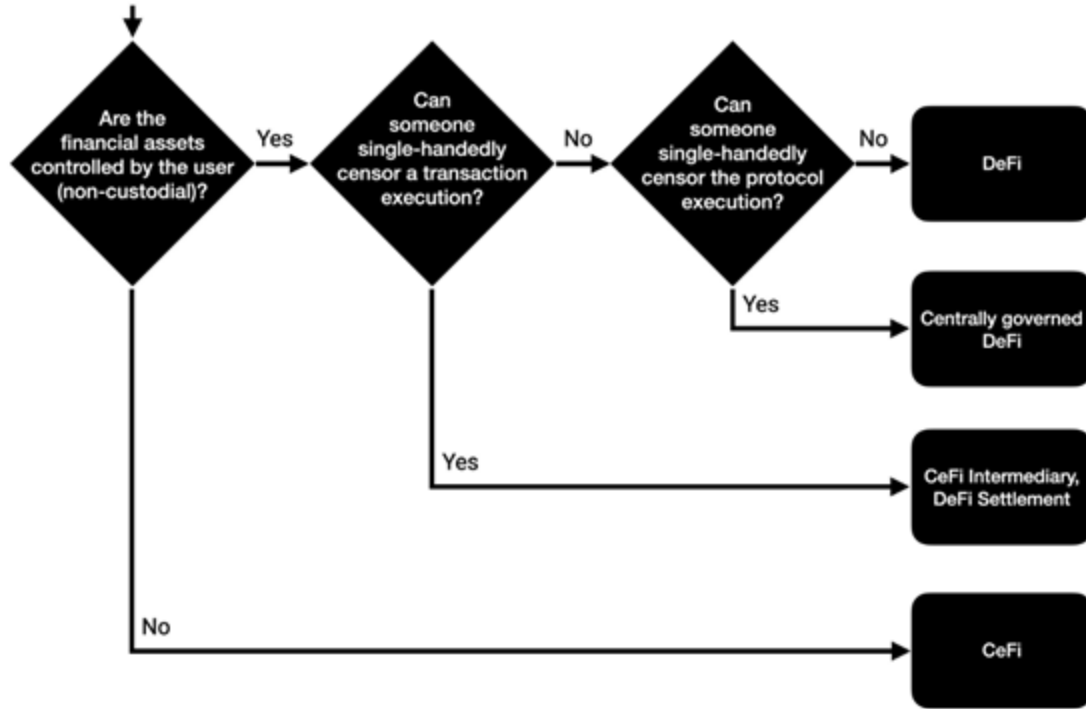 Are the
financial assets
controlled by the user
(non-custodial)?
Yes
Can
someone
single-handedly
censor a transaction
execution?
No
Can
someone
single-handedly
censor the protocol
execution?
No
DeFi
Yes
Centrally governed
DeFi
Yes
CeFi Intermediary,
DeFi Settlement
No
CeFi